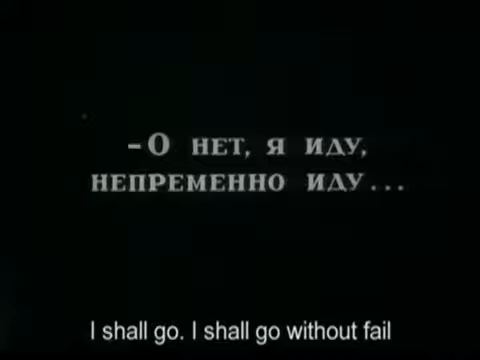 – О НЕТ, Я ИДУ,
НЕПРЕМЕННО ИДУ...
I shall go. I shall go without fail